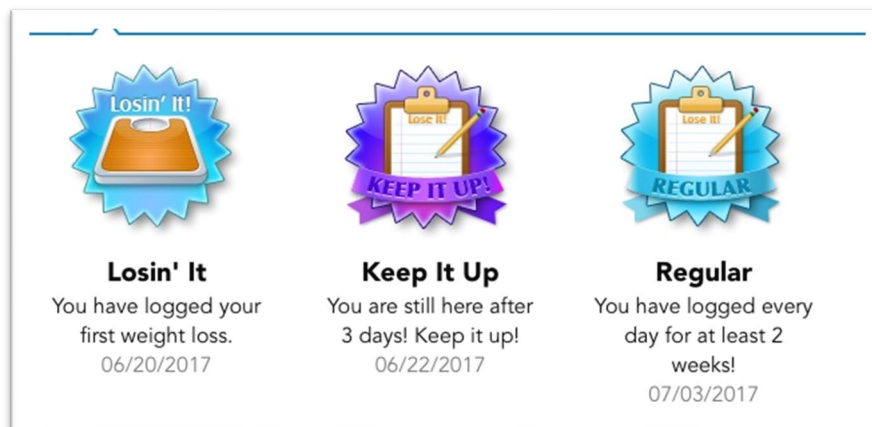 Losin' It!
Losin' It
You have logged your
first weight loss.
06/20/2017
Lose It!
KEEP IT UP!
Keep It Up
You are still here after
3 days! Keep it up!
06/22/2017
Lose It!
REGULAR
Regular
You have logged every
day for at least 2
weeks!
07/03/2017